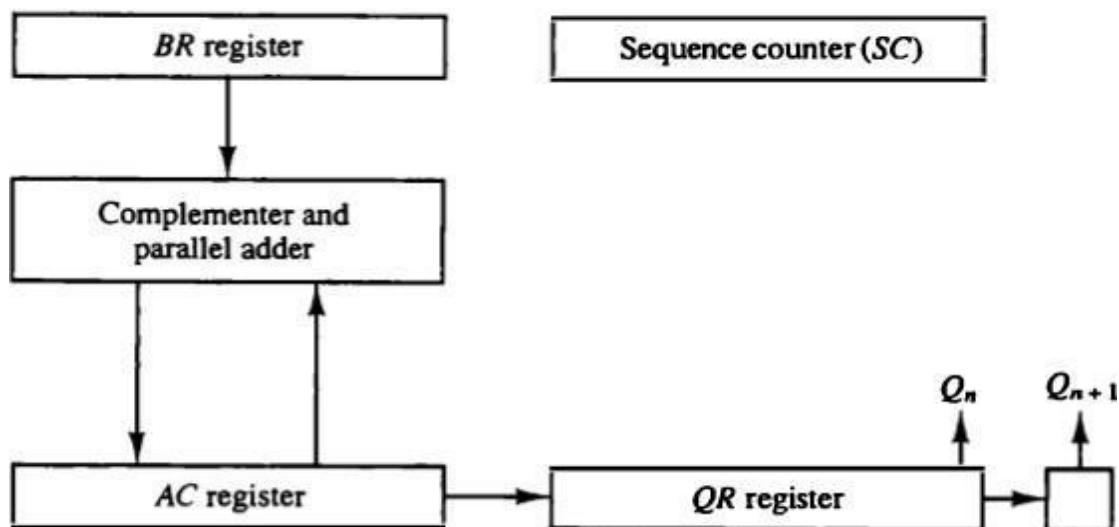 BR register
Sequence counter (SC)
Complementer and
parallel adder
Qn
Qn + 1
AC register
QR register